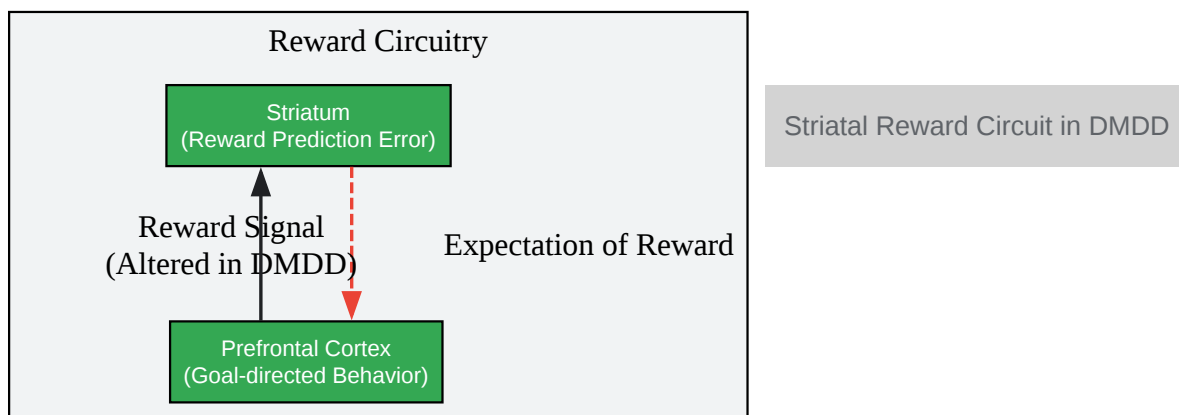 Reward Circuitry
Striatum
(Reward Prediction Error)
Striatal Reward Circuit in DMDD
Reward Signal
(Altered in DMDD)
Expectation of Reward
Prefrontal Cortex
(Goal-directed Behavior)